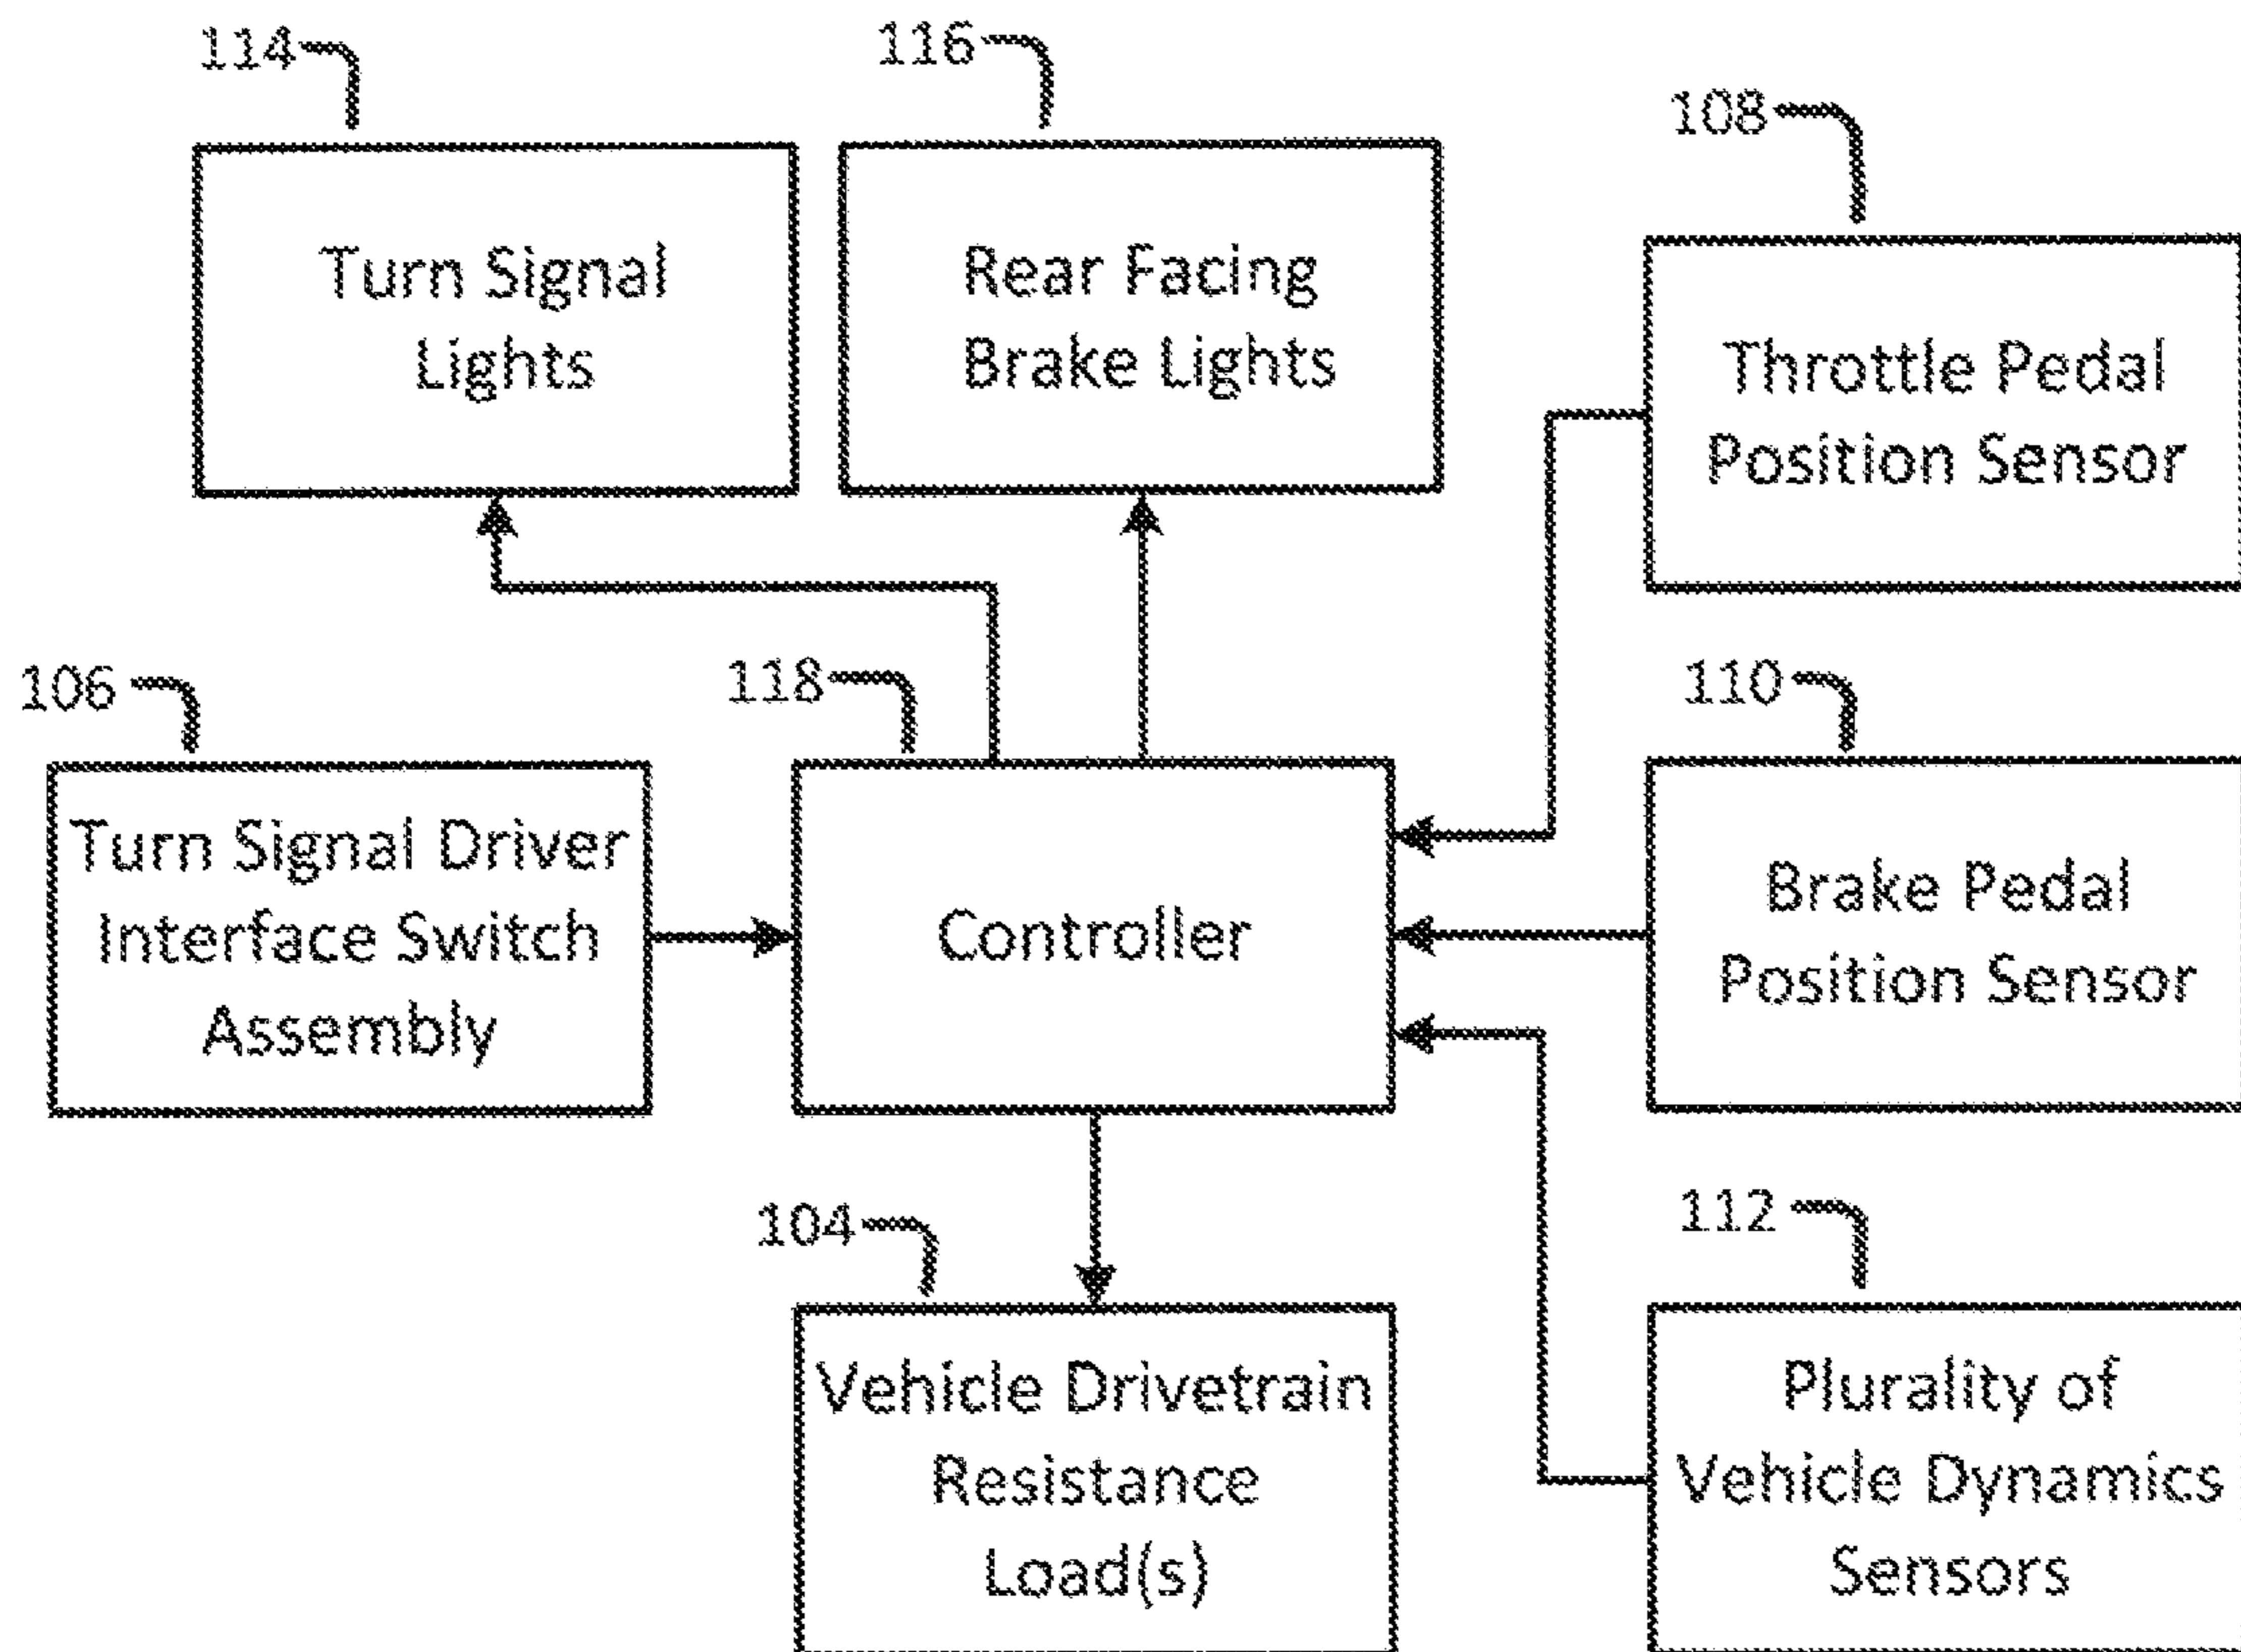 114
116
108
Turn Signal
Lights
Rear Facing
Brake Lights
Throttle Pedal
Position Sensor
106
118
110
Turn Signal Driver
Interface Switch
Assembly
Controller
Brake Pedal
Position Sensor
104
112
Vehicle Drivetrain
Resistance
Load(s)
Plurality of
Vehicle Dynamics
Sensors